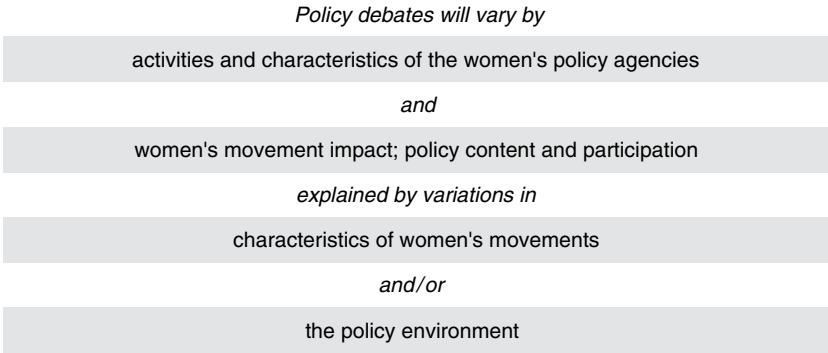 Policy debates will vary by
activities and characteristics of the women's policy agencies
and
women's movement impact; policy content and participation
explained by variations in
characteristics of women's movements
and/or
the policy environment